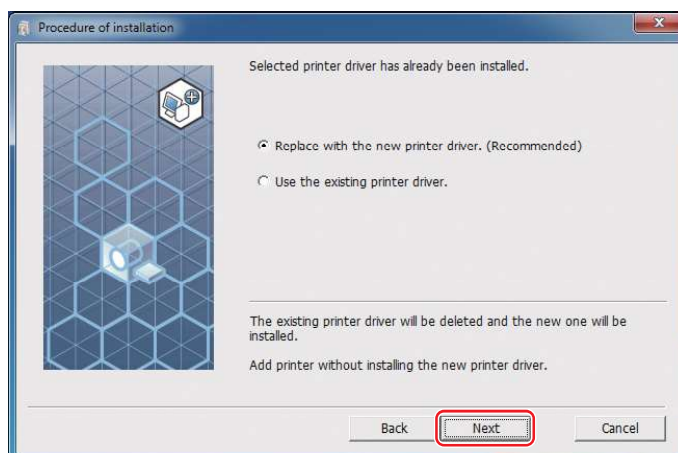 Procedure of installation
Selected printer driver has already been installed.
Replace with the new printer driver. (Recommended)
Use the existing printer driver.
The existing printer driver will be deleted and the new one will be
installed.
Add printer without installing the new printer driver.
Back
Next
Cancel